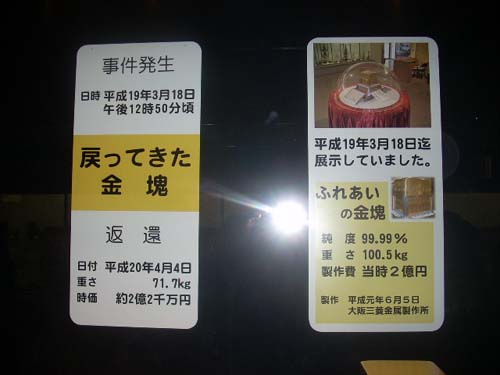 事件発生
日時 平成19年3月18日
午後12時50分頃
戻ってきた
金塊
返還
日付 平成20年4月4日
重さ 71.7kg
時価 約2億2千万円
平成19年3月18日迄
展示していました。
ふれあい
の金塊
純度 99.99%
重さ 100.5kg
製作費 当時2億円
製作 平成元年6月5日
大阪三菱金属製作所